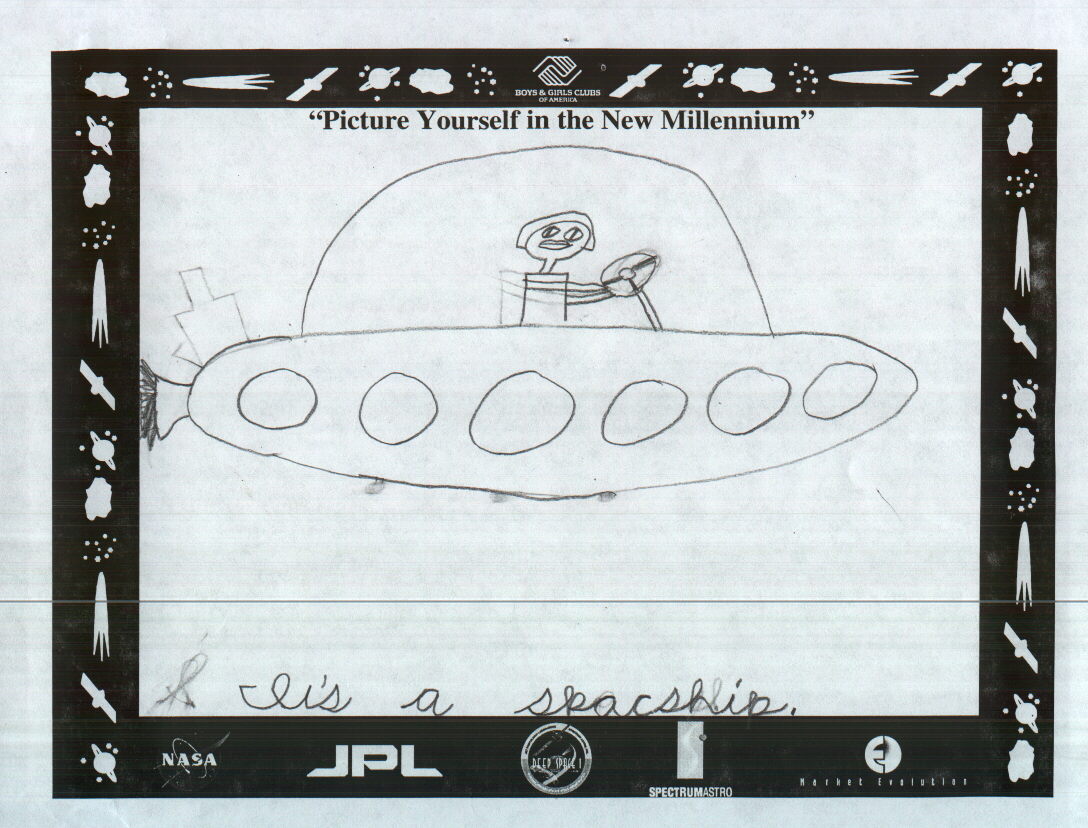 BOYS & GIRLS CLUBS
OF AMERICA
“Picture Yourself in the New Millennium”
It's a spacship.
NASA
JPL
DEEP SPACE 1
SPECTRUMASTRO
Market Evolution